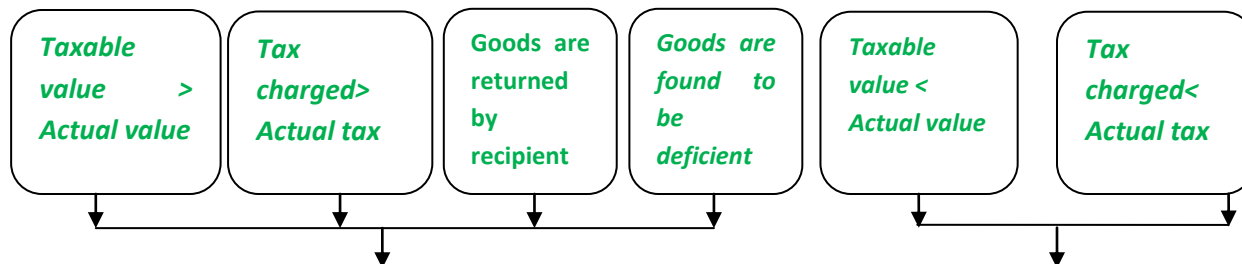 Taxable
value >
Actual value
Tax
charged>
Actual tax
Goods are
returned
by
recipient
Goods are
found to
be
deficient
Taxable
value <
Actual value
Tax
charged<
Actual tax